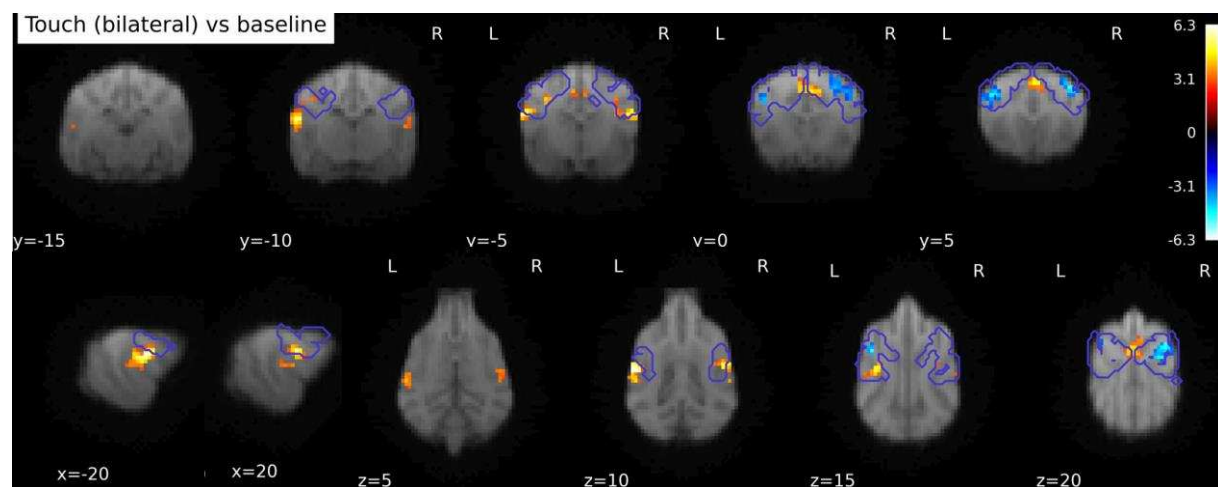 Touch (bilateral) vs baseline
R L R L R L R
6.3
3.1
0
-3.1
-6.3
y=-15 y=-10 v=-5 v=0 y=5
L R L R L R L R
x=-20 x=20 z=5 z=10 z=15 z=20